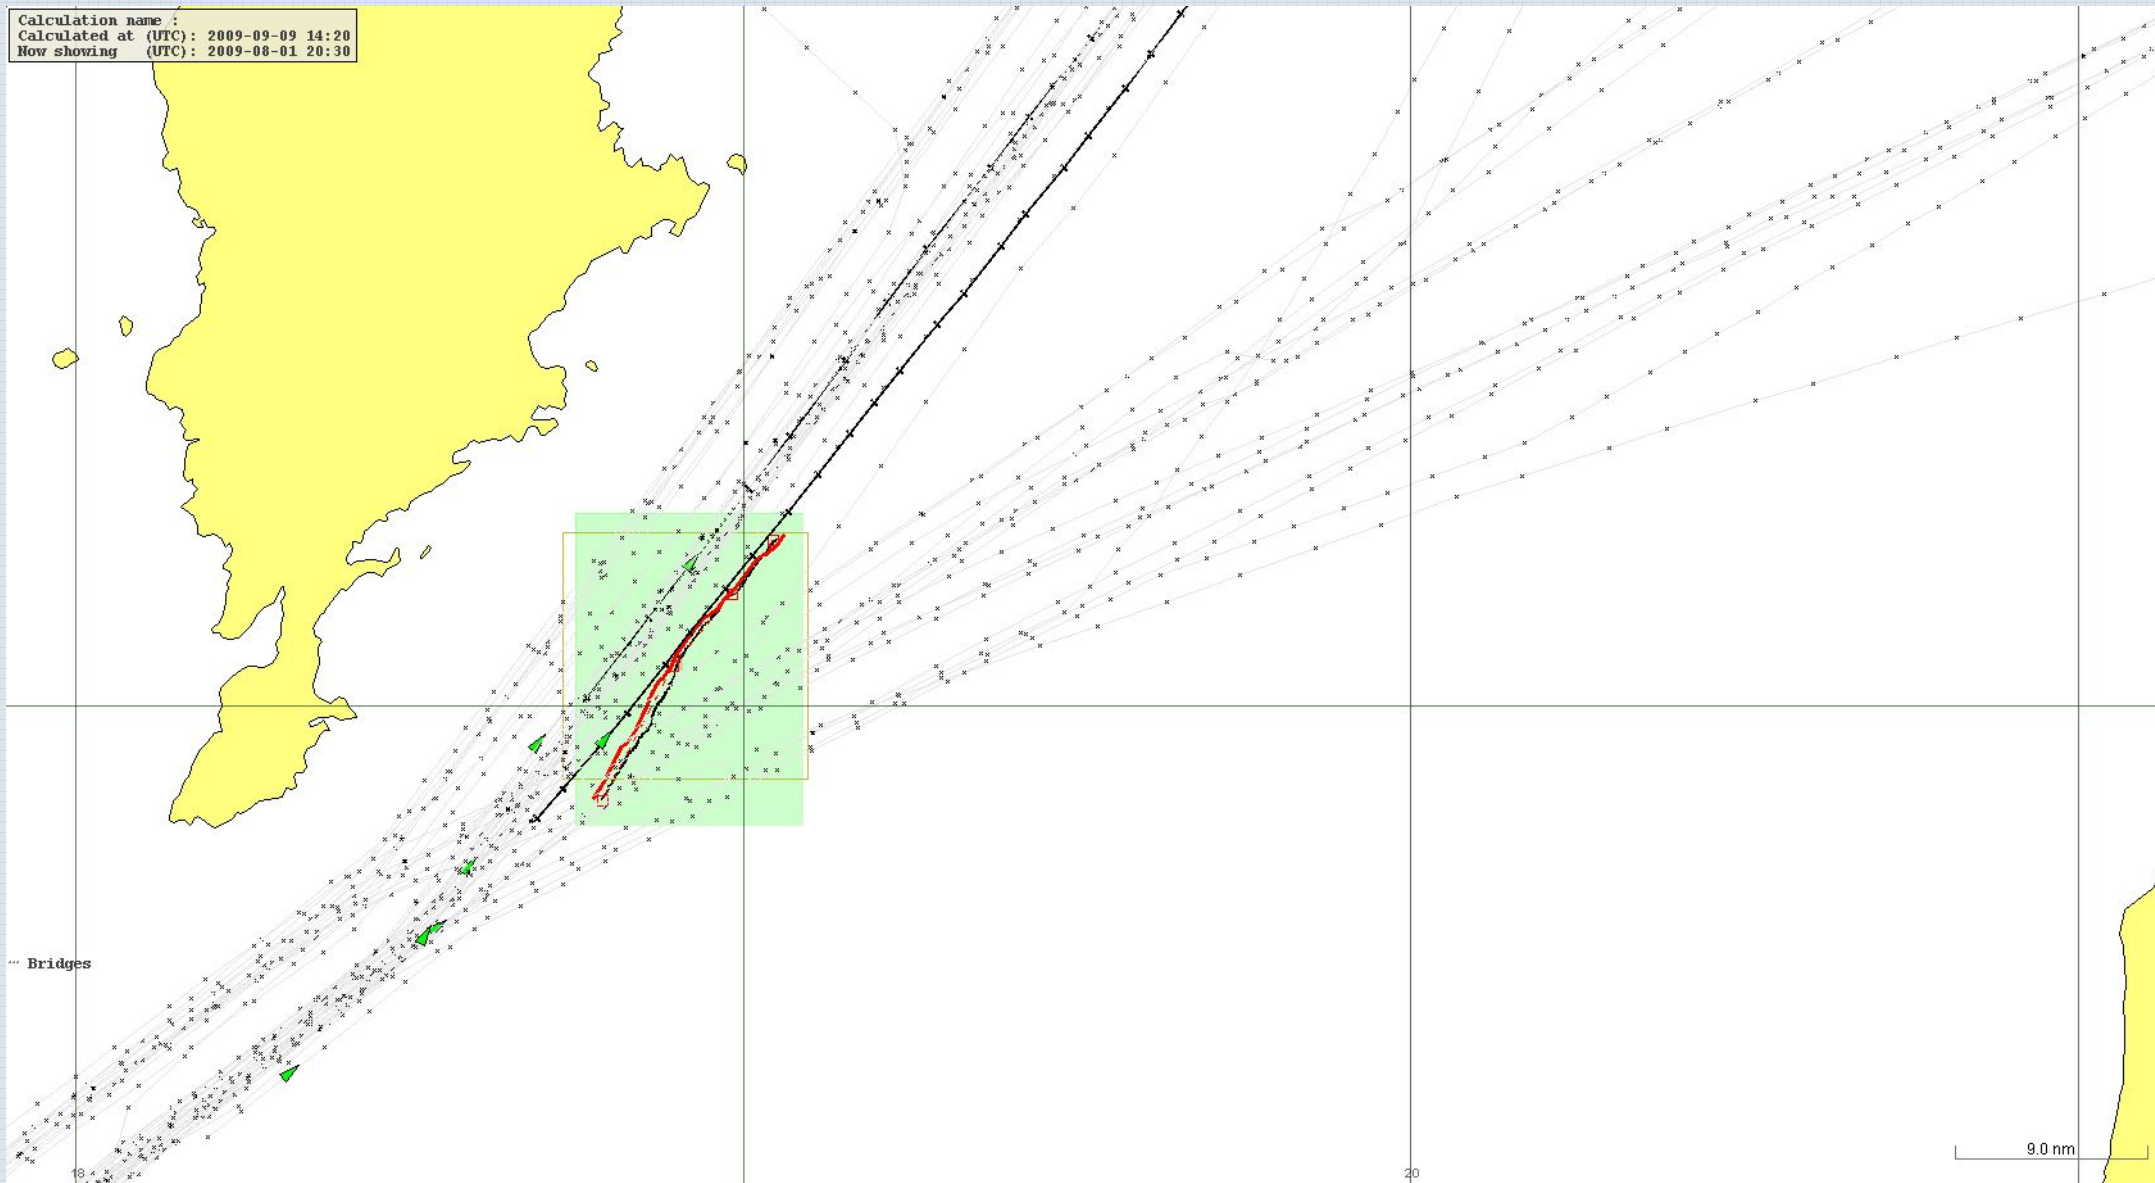 Calculation name :
Calculated at (UTC): 2009-09-09 14:20
Now showing (UTC): 2009-08-01 20:30
Bridges
9.0 nm
18
20